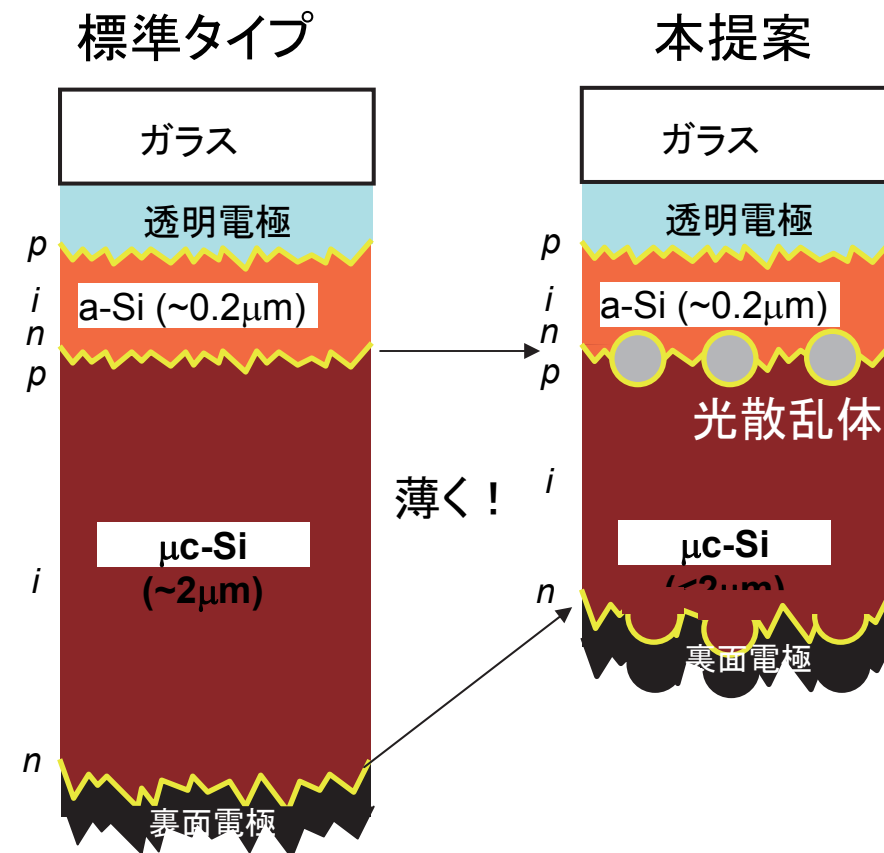 標準タイプ
ガラス
透明電極
p
i
a-Si (~0.2μm)
n
p
i
μc-Si
(~2μm)
n
裏面電極
薄く!
本提案
ガラス
透明電極
p
i
a-Si (~0.2μm)
n
p
光散乱体
i
μc-Si
(<2μm)
n
裏面電極